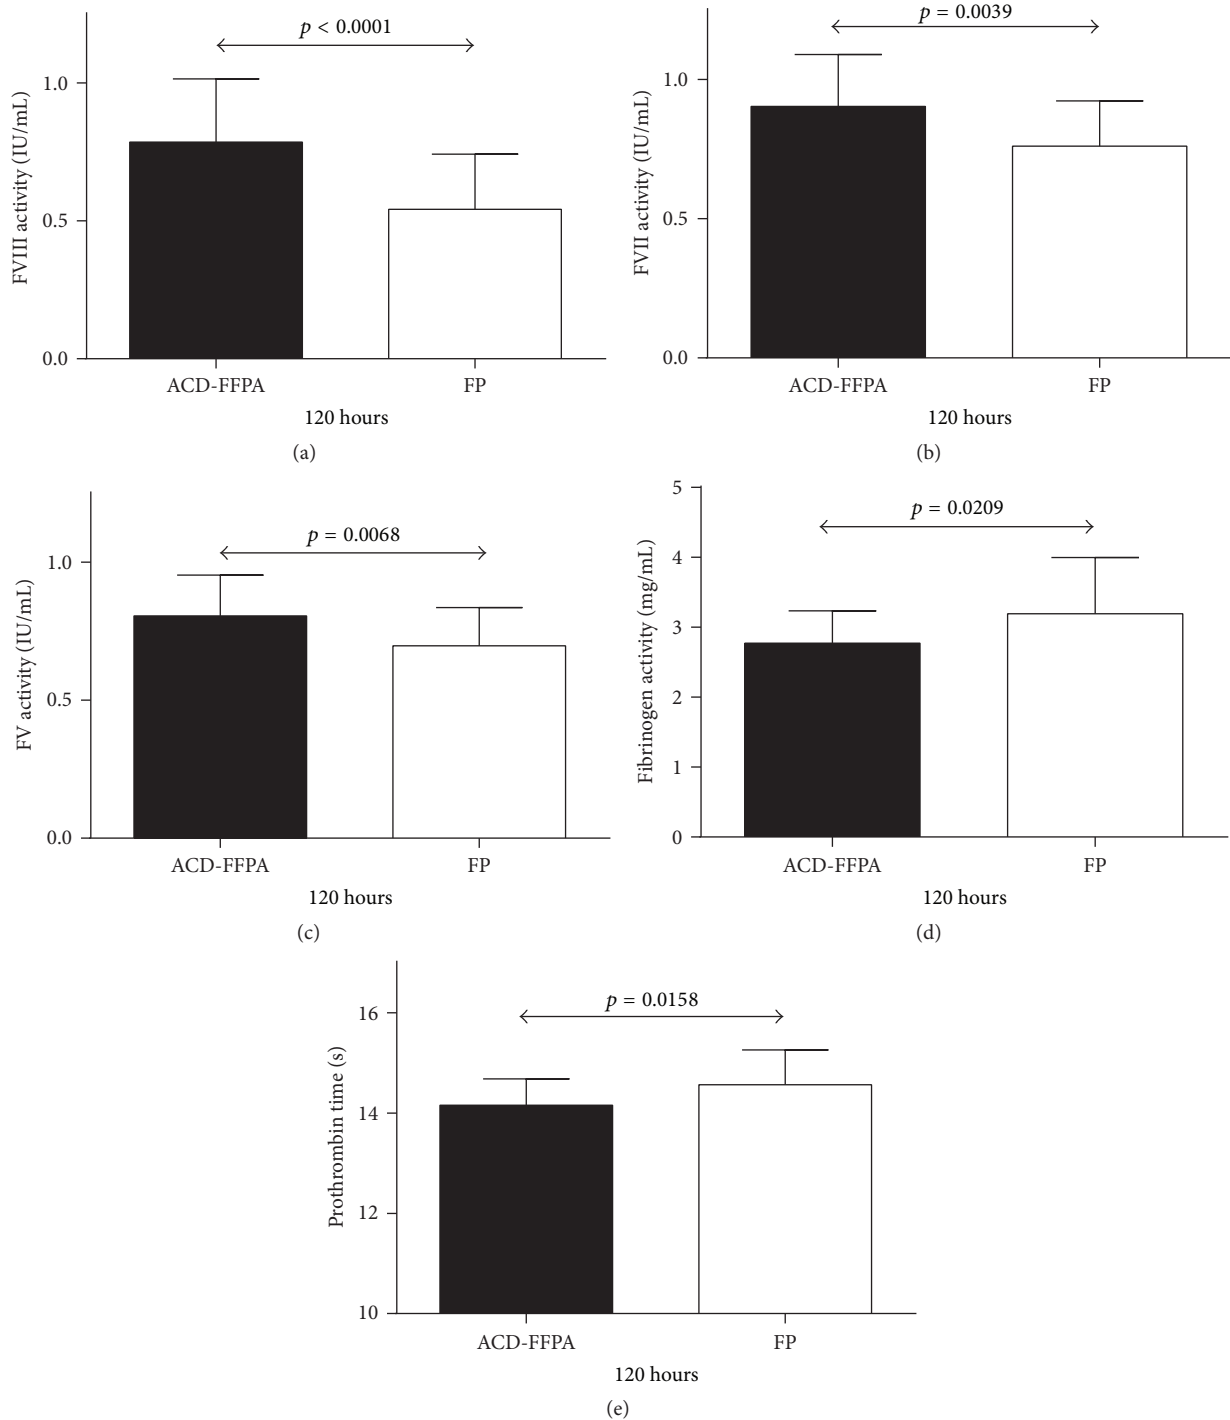 p < 0.0001
FVIII activity (IU/mL)
1.0
0.5
0.0
ACD-FFPA FP
120 hours
(a)
p = 0.0039
FVII activity (IU/mL)
1.0
0.5
0.0
ACD-FFPA FP
120 hours
(b)
p = 0.0068
FV activity (IU/mL)
1.0
0.5
0.0
ACD-FFPA FP
120 hours
(c)
p = 0.0209
Fibrinogen activity (mg/mL)
5
4
3
2
1
0
ACD-FFPA FP
120 hours
(d)
p = 0.0158
Prothrombin time (s)
16
14
12
10
ACD-FFPA FP
120 hours
(e)